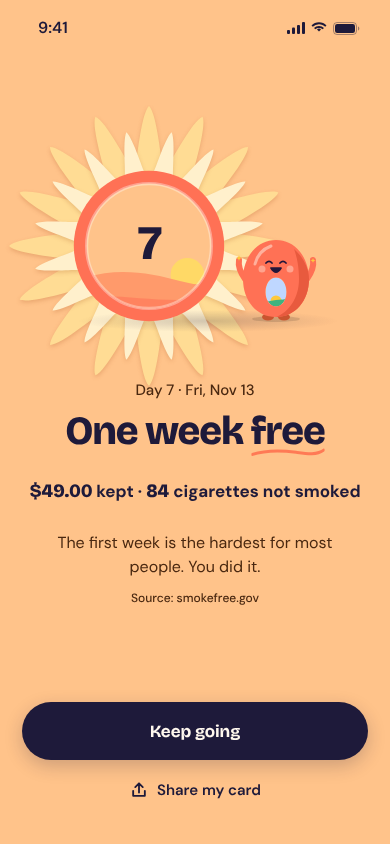 9:41
7
Day 7 · Fri, Nov 13
One week free
$49.00 kept · 84 cigarettes not smoked
The first week is the hardest for most
people. You did it.
Source: smokefree.gov
Keep going
Share my card